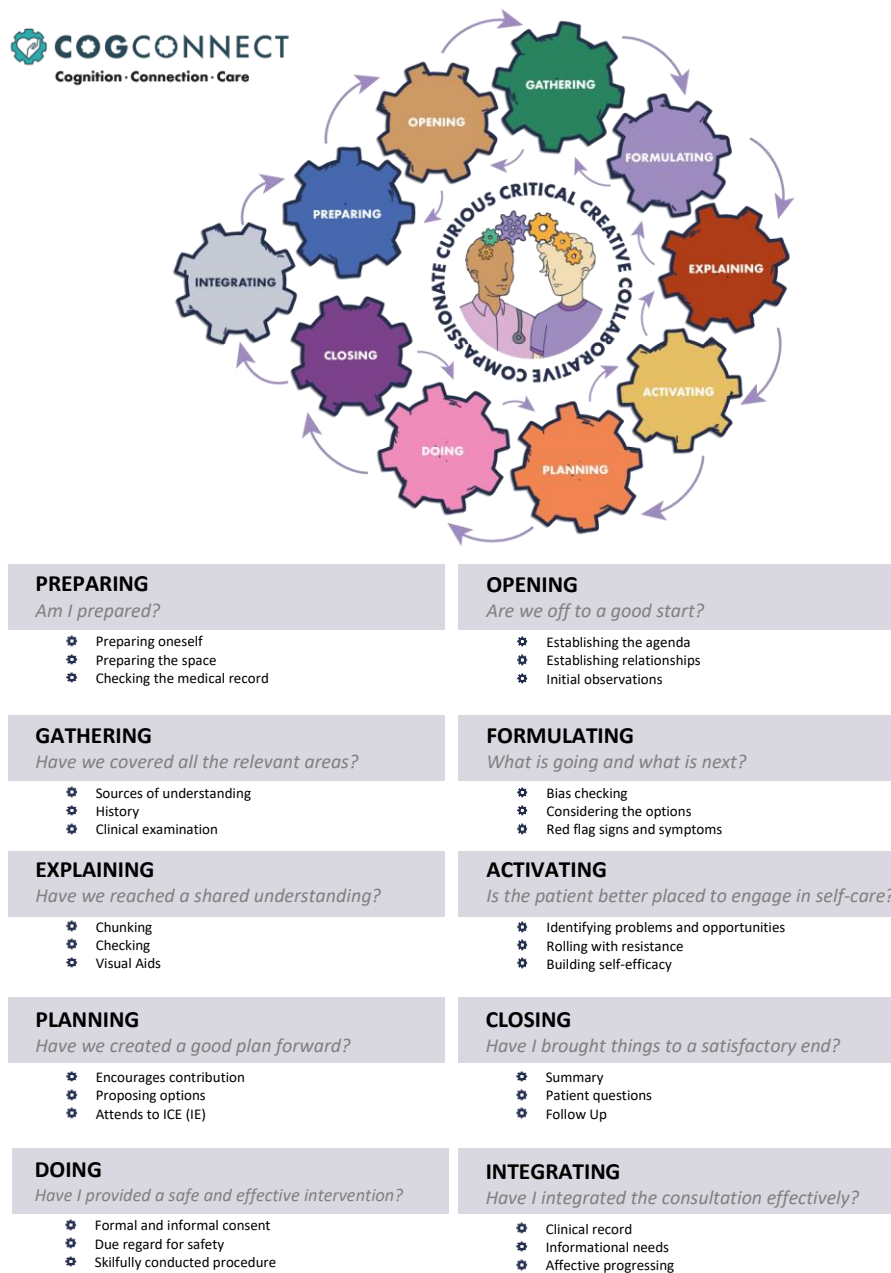 COGCONNECT
Cognition · Connection · Care
GATHERING
OPENING
FORMULATING
PREPARING
EXPLAINING
INTEGRATING
CLOSING
ACTIVATING
DOING
PLANNING
COMPASSIONATE CURIOUS CRITICAL CREATIVE COLLABORATIVE
PREPARING
Am I prepared?
Preparing oneself
Preparing the space
Checking the medical record
OPENING
Are we off to a good start?
Establishing the agenda
Establishing relationships
Initial observations
GATHERING
Have we covered all the relevant areas?
Sources of understanding
History
Clinical examination
FORMULATING
What is going and what is next?
Bias checking
Considering the options
Red flag signs and symptoms
EXPLAINING
Have we reached a shared understanding?
Chunking
Checking
Visual Aids
ACTIVATING
Is the patient better placed to engage in self-care?
Identifying problems and opportunities
Rolling with resistance
Building self-efficacy
PLANNING
Have we created a good plan forward?
Encourages contribution
Proposing options
Attends to ICE (IE)
CLOSING
Have I brought things to a satisfactory end?
Summary
Patient questions
Follow Up
DOING
Have I provided a safe and effective intervention?
Formal and informal consent
Due regard for safety
Skilfully conducted procedure
INTEGRATING
Have I integrated the consultation effectively?
Clinical record
Informational needs
Affective progressing